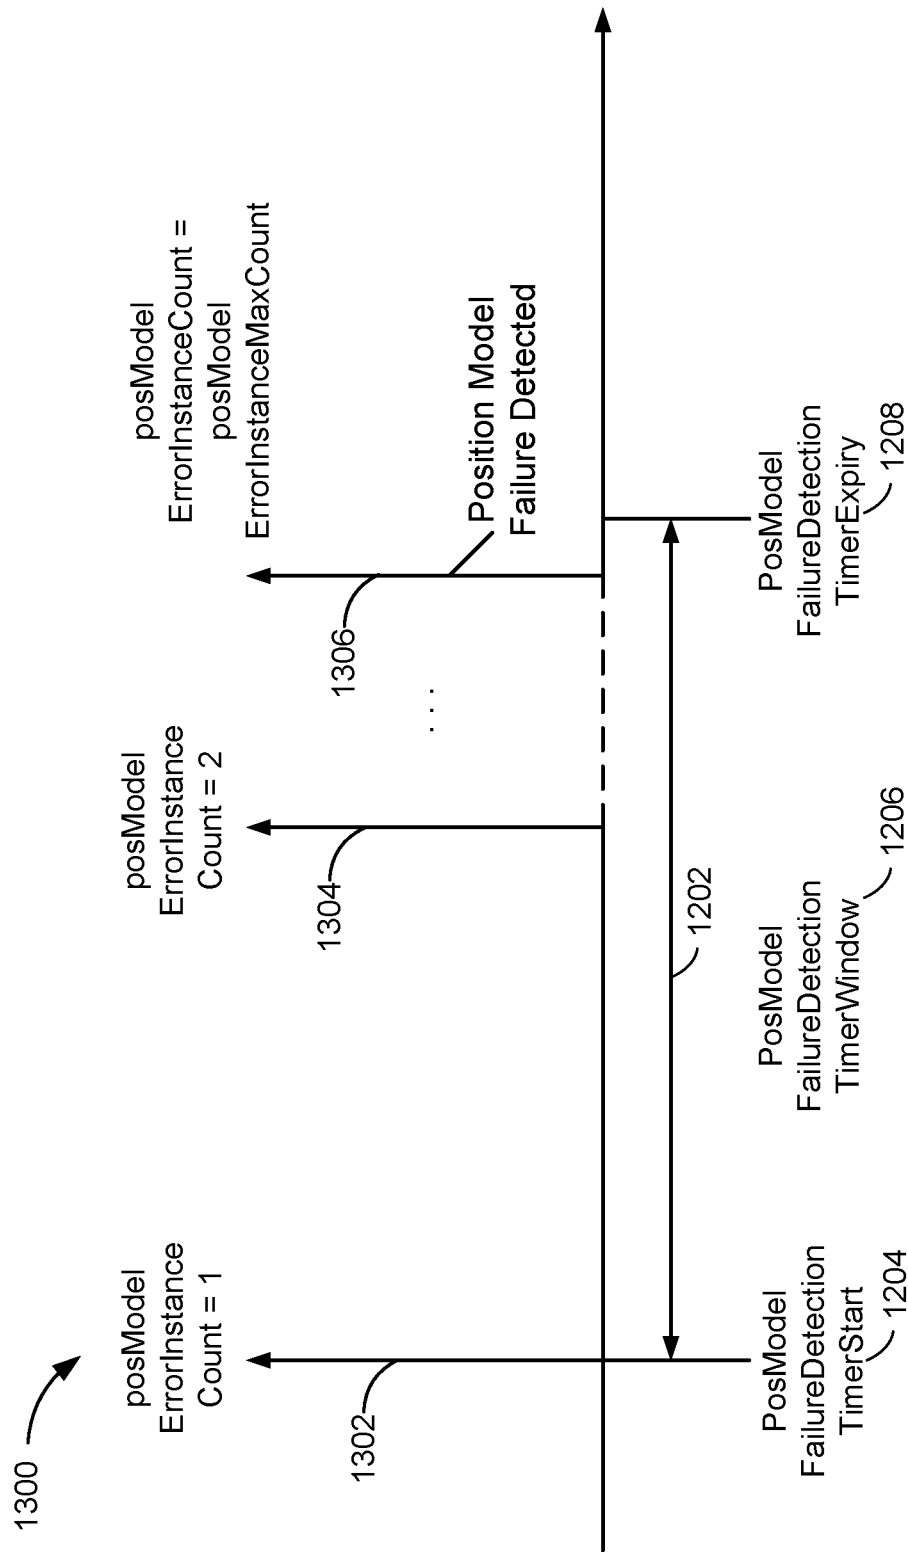 1300
posModel
ErrorInstance
Count = 1
posModel
ErrorInstance
Count = 2
posModel
ErrorInstanceCount =
posModel
ErrorInstanceMaxCount
1302
1304
. . .
1306
Position Model
Failure Detected
1202
PosModel
FailureDetection
TimerStart
1204
PosModel
FailureDetection
TimerWindow
1206
PosModel
FailureDetection
TimerExpiry
1208